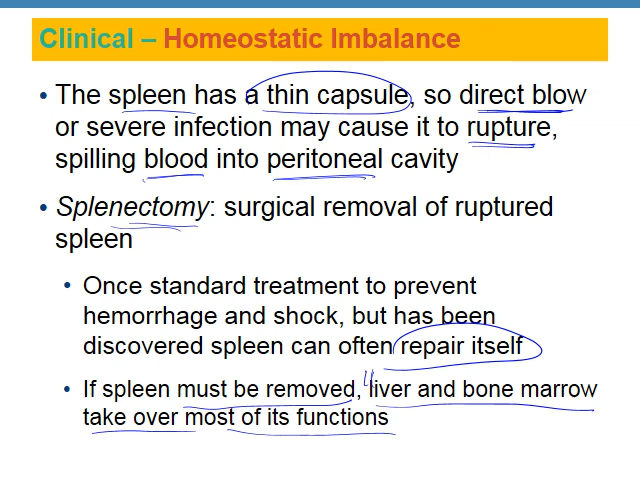 Clinical – Homeostatic Imbalance
• The spleen has a thin capsule, so direct blow
or severe infection may cause it to rupture,
spilling blood into peritoneal cavity
• Splenectomy: surgical removal of ruptured
spleen
• Once standard treatment to prevent
hemorrhage and shock, but has been
discovered spleen can often repair itself
• If spleen must be removed, liver and bone marrow
take over most of its functions